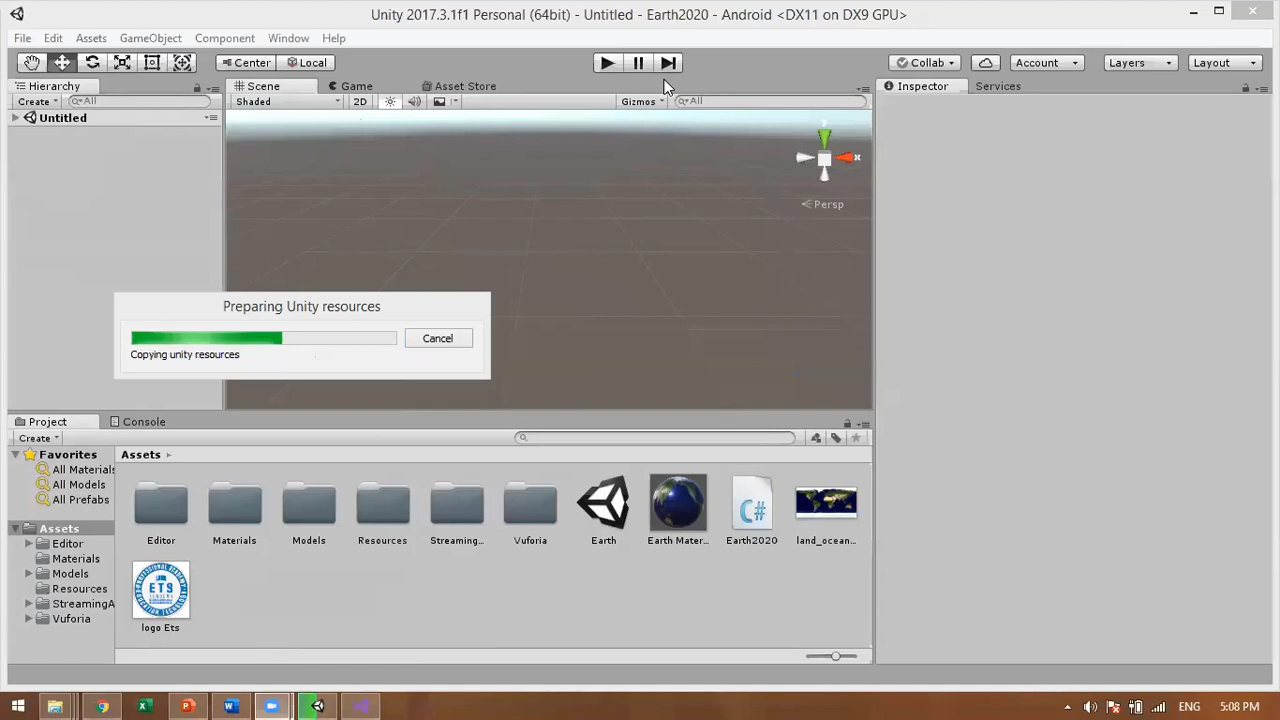 Unity 2017.3.1f1 Personal (64bit) - Untitled - Earth2020 - Android <DX11 on DX9 GPU>
File Edit Assets GameObject Component Window Help
Center Local Collab Account Layers Layout
Hierarchy Scene Game Asset Store Inspector Services
Create All Shaded 2D Gizmos All
Untitled
y
x
Persp
Preparing Unity resources
Cancel
Copying unity resources
Project Console
Create
Favorites Assets
All Materials
All Models
All Prefabs
Assets
Editor
Materials
Models
Resources
StreamingA
Vuforia
Editor Materials Models Resources Streaming... Vuforia Earth Earth Mater... Earth2020 land_ocean...
C#
ETS
logo Ets
ENG 5:08 PM